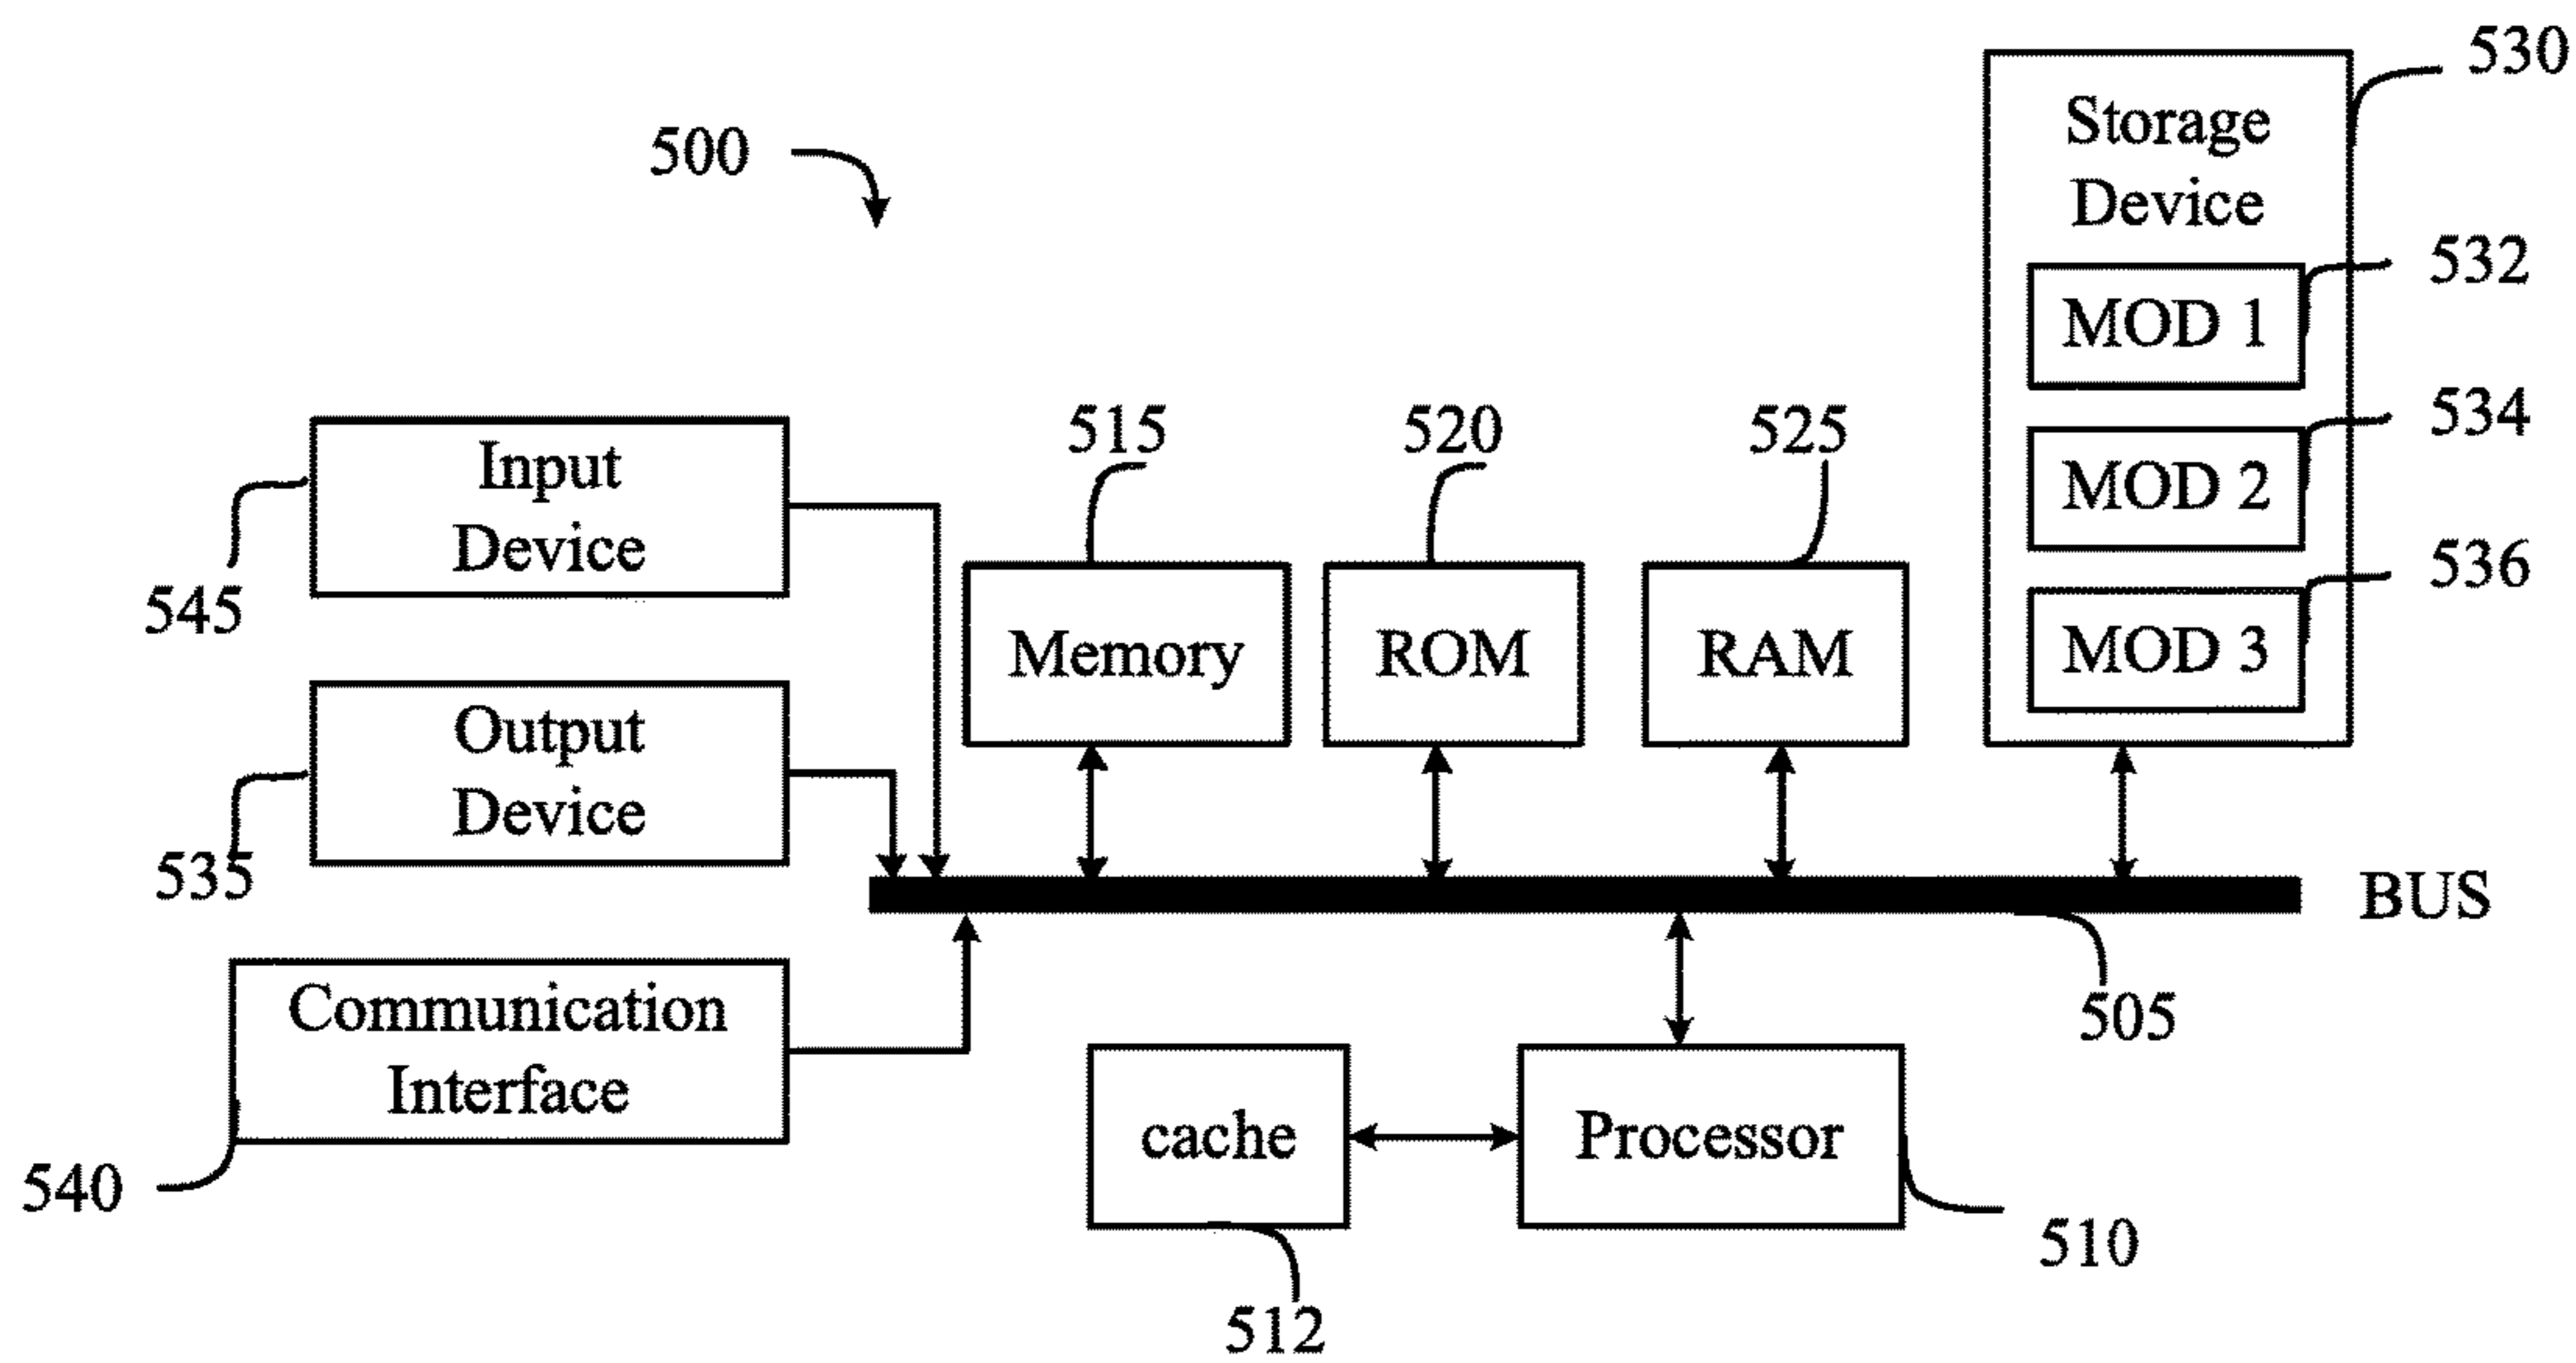 530
500
Storage
Device
532
MOD 1
534
MOD 2
536
MOD 3
515
520
525
Input
Device
545
Memory
ROM
RAM
Output
Device
535
BUS
505
Communication
Interface
540
cache
Processor
510
512